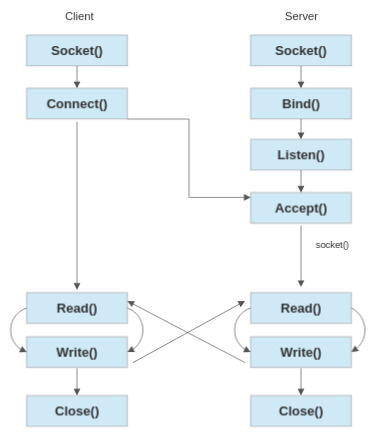 Client
Server
Socket()
Socket()
Connect()
Bind()
Listen()
Accept()
socket()
Read()
Read()
Write()
Write()
Close()
Close()